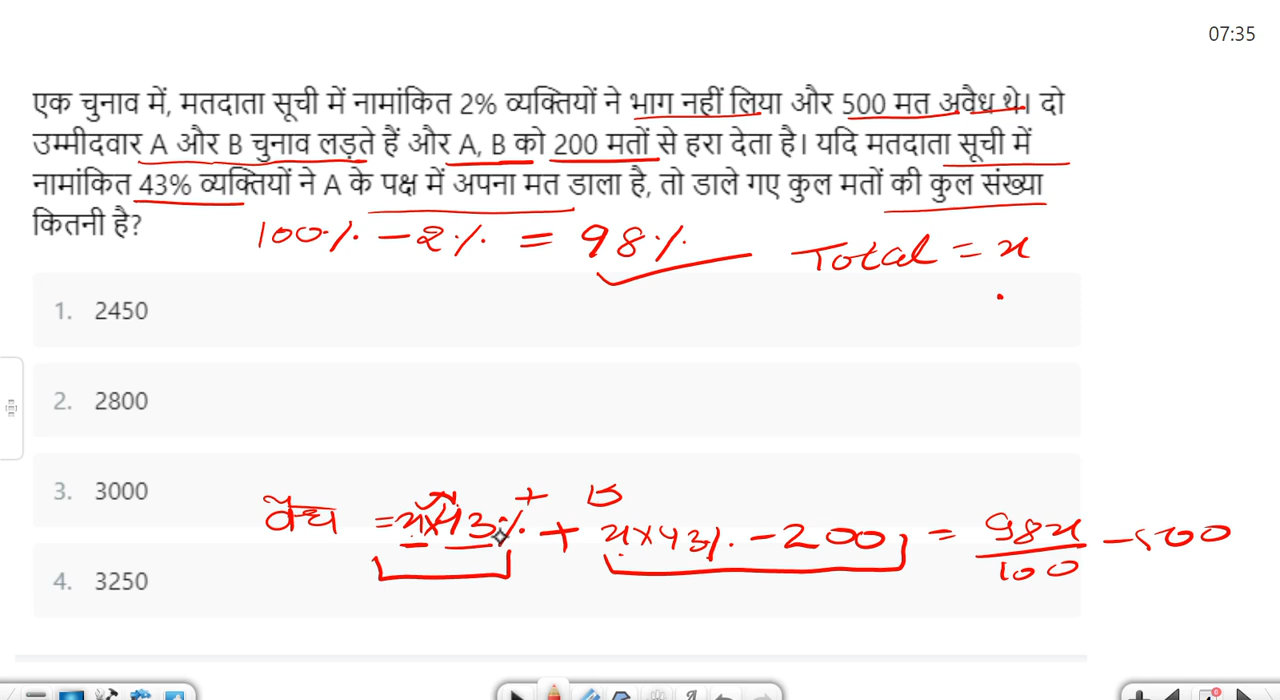 07:35
एक चुनाव में, मतदाता सूची में नामांकित 2% व्यक्तियों ने भाग नहीं लिया और 500 मत अवैध थे। दो
उम्मीदवार A और B चुनाव लड़ते हैं और A, B को 200 मतों से हरा देता है। यदि मतदाता सूची में
नामांकित 43% व्यक्तियों ने A के पक्ष में अपना मत डाला है, तो डाले गए कुल मतों की कुल संख्या
कितनी है?
100% - 2% = 98%
Total = x
1. 2450
2. 2800
3. 3000
A + B
वैध = x×43% + x×43% - 200 = 98x/100 - 500
4. 3250